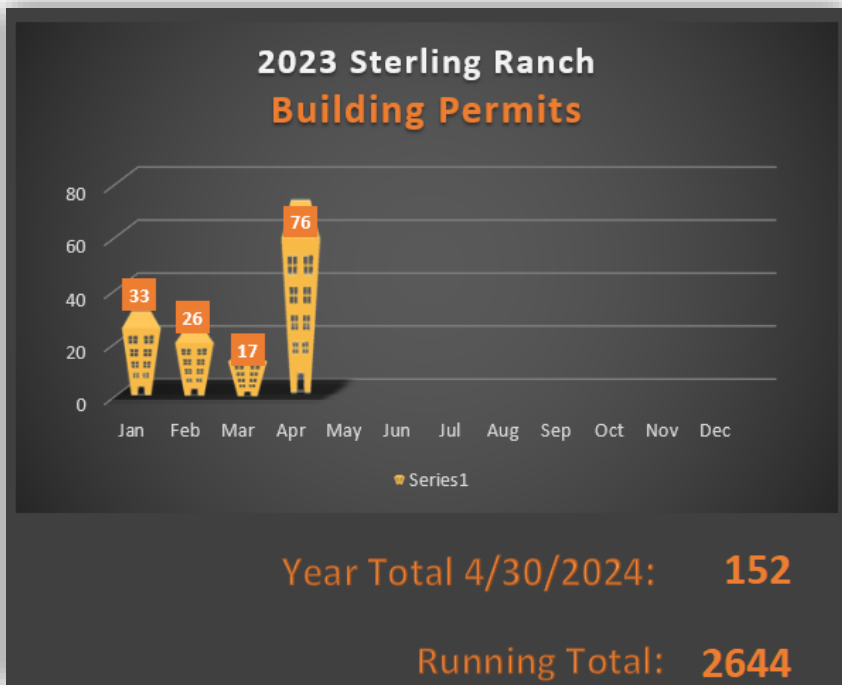 2023 Sterling Ranch
Building Permits
80
60
40
20
0
33
26
17
76
Jan Feb Mar Apr May Jun Jul Aug Sep Oct Nov Dec
Series1
Year Total 4/30/2024: 152
Running Total: 2644